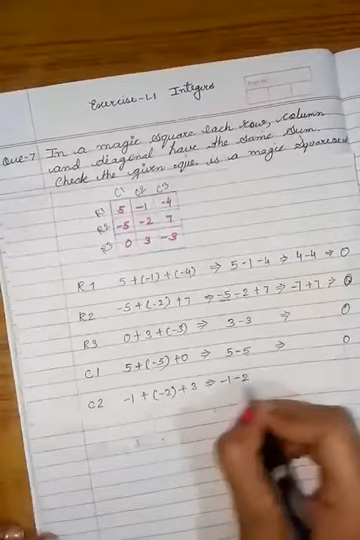 Exercise-1.1 Integers
Que-7 In a magic square each row, column
and diagonal have the same sum.
Check the given que. is a magic square or
C1 C2 C3
R1 5 -1 -4
R2 -5 -2 7
R3 0 3 -3
R1 5+(-1)+(-4) ⇒ 5-1-4 ⇒ 4-4 ⇒ 0
R2 -5+(-2)+7 ⇒ -5-2+7 ⇒ -7+7 ⇒ 0
R3 0+3+(-3) ⇒ 3-3 ⇒ 0
C1 5+(-5)+0 ⇒ 5-5 ⇒ 0
C2 -1+(-2)+3 ⇒ -1-2